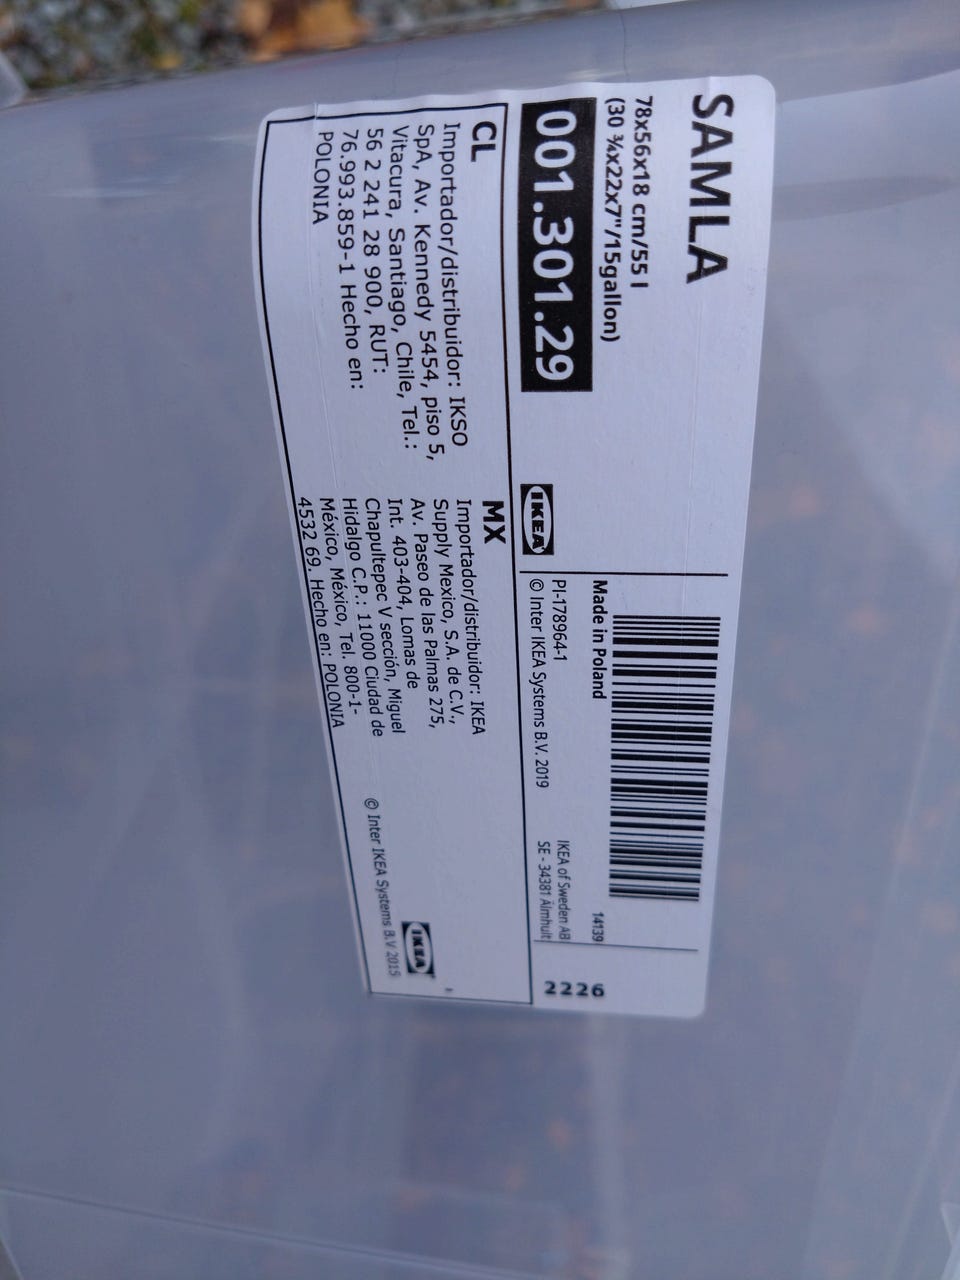 SAMLA
78x56x18 cm/55 l
(30 ¾x22x7"/15gallon)
001.301.29
IKEA
Made in Poland
PI-178964-1
© Inter IKEA Systems B.V. 2019
14139
IKEA of Sweden AB
SE - 34381 Älmhult
2226
CL
Importador/distribuidor: IKSO
SpA, Av. Kennedy 5454, piso 5,
Vitacura, Santiago, Chile, Tel.:
56 2 241 28 900, RUT:
76.993.859-1 Hecho en:
POLONIA
MX
Importador/distribuidor: IKEA
Supply Mexico, S.A. de C.V.,
Av. Paseo de las Palmas 275,
Int. 403-404, Lomas de
Chapultepec V sección, Miguel
Hidalgo C.P.: 11000 Ciudad de
México, México, Tel. 800-1-
4532 69. Hecho en: POLONIA
IKEA
© Inter IKEA Systems B.V 2015